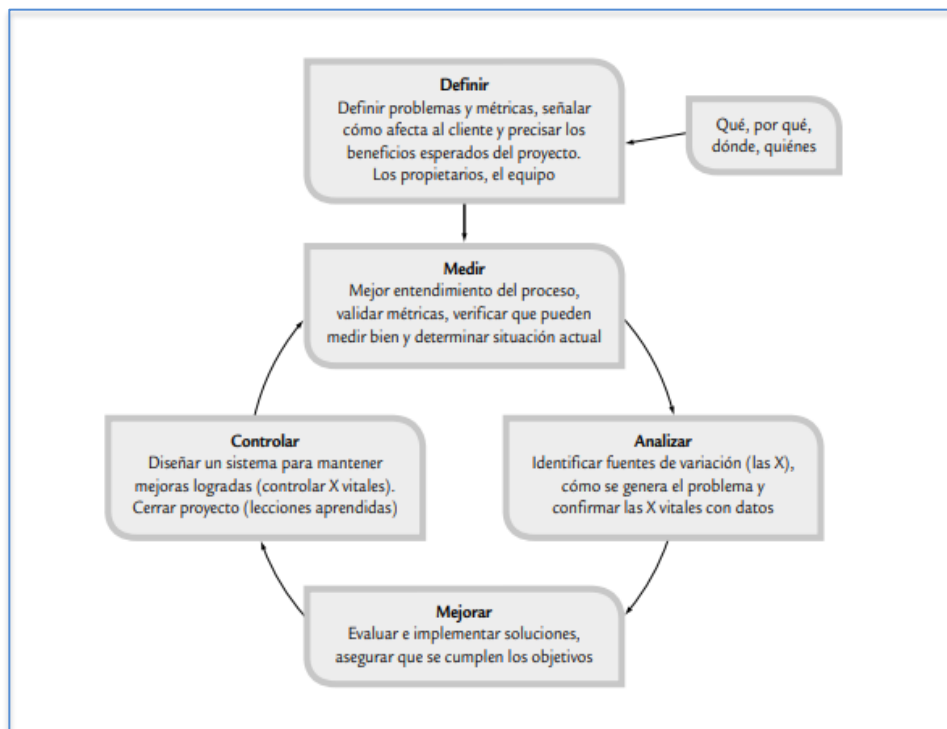 Definir
Definir problemas y métricas, señalar
cómo afecta al cliente y precisar los
beneficios esperados del proyecto.
Los propietarios, el equipo
Qué, por qué,
dónde, quiénes
Medir
Mejor entendimiento del proceso,
validar métricas, verificar que pueden
medir bien y determinar situación actual
Controlar
Diseñar un sistema para mantener
mejoras logradas (controlar X vitales).
Cerrar proyecto (lecciones aprendidas)
Analizar
Identificar fuentes de variación (las X),
cómo se genera el problema y
confirmar las X vitales con datos
Mejorar
Evaluar e implementar soluciones,
asegurar que se cumplen los objetivos